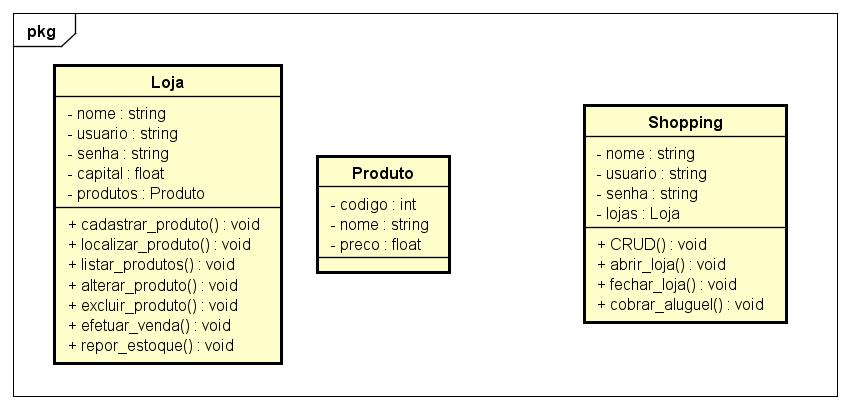 pkg
Loja
- nome : string
- usuario : string
- senha : string
- capital : float
- produtos : Produto
+ cadastrar_produto() : void
+ localizar_produto() : void
+ listar_produtos() : void
+ alterar_produto() : void
+ excluir_produto() : void
+ efetuar_venda() : void
+ repor_estoque() : void
Produto
- codigo : int
- nome : string
- preco : float
Shopping
- nome : string
- usuario : string
- senha : string
- lojas : Loja
+ CRUD() : void
+ abrir_loja() : void
+ fechar_loja() : void
+ cobrar_aluguel() : void